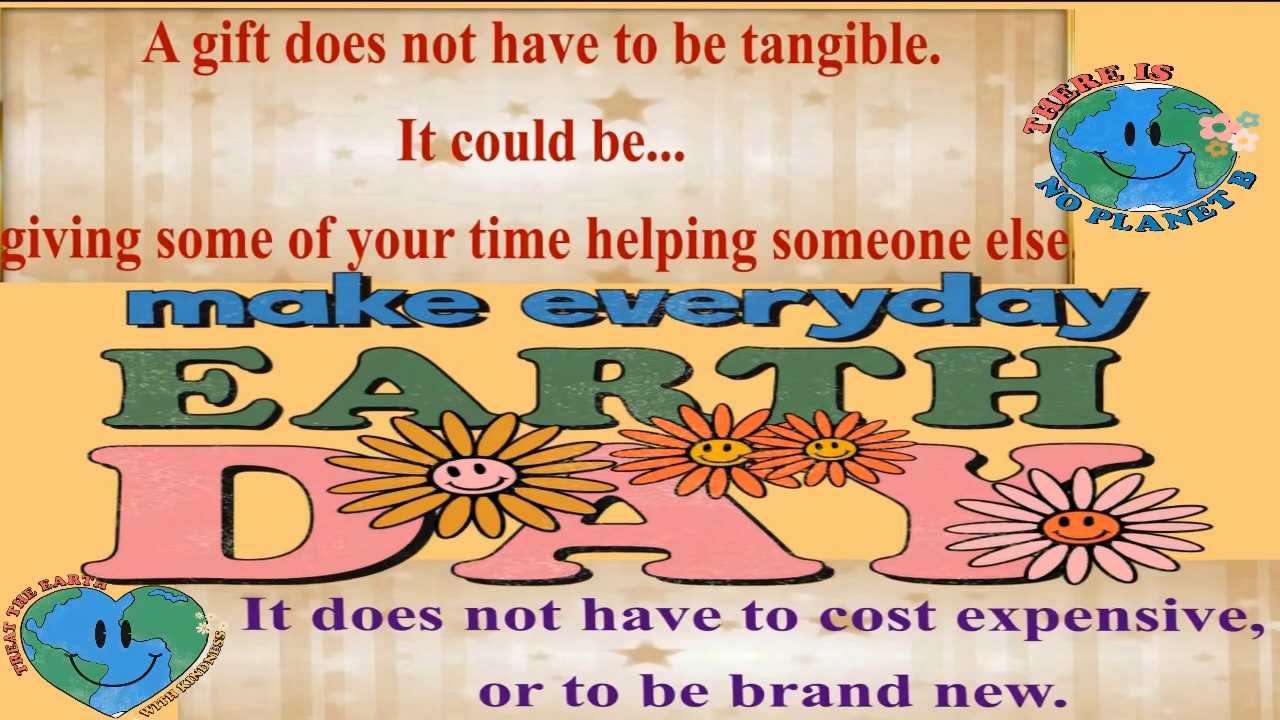 A gift does not have to be tangible.
It could be...
giving some of your time helping someone else.
THERE IS
NO PLANET B
make everyday
EARTH
DAY
TREAT THE EARTH
WITH KINDNESS
It does not have to cost expensive,
or to be brand new.